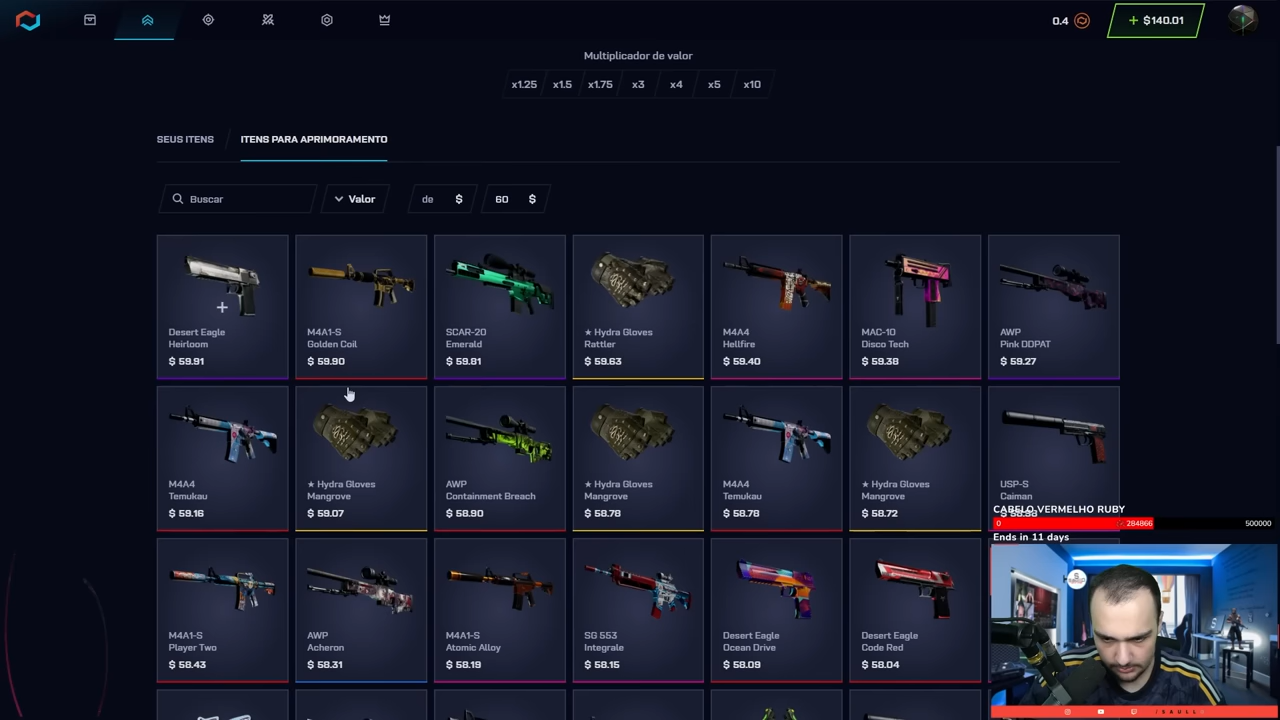 0.4
+ $140.01
Multiplicador de valor
x1.25 x1.5 x1.75 x3 x4 x5 x10
SEUS ITENS
ITENS PARA APRIMORAMENTO
Buscar
Valor
de $
60 $
Desert Eagle
Heirloom
$ 59.91
M4A1-S
Golden Coil
$ 59.90
SCAR-20
Emerald
$ 59.81
★ Hydra Gloves
Rattler
$ 59.63
M4A4
Hellfire
$ 59.40
MAC-10
Disco Tech
$ 59.38
AWP
Pink DDPAT
$ 59.27
M4A4
Temukau
$ 59.16
★ Hydra Gloves
Mangrove
$ 59.07
AWP
Containment Breach
$ 58.90
★ Hydra Gloves
Mangrove
$ 58.78
M4A4
Temukau
$ 58.78
★ Hydra Gloves
Mangrove
$ 58.72
USP-S
Caiman
CABELO VERMELHO RUBY
0 284866 500000
Ends in 11 days
M4A1-S
Player Two
$ 58.43
AWP
Acheron
$ 58.31
M4A1-S
Atomic Alloy
$ 58.19
SG 553
Integrale
$ 58.15
Desert Eagle
Ocean Drive
$ 58.09
Desert Eagle
Code Red
$ 58.04